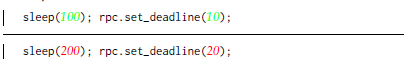 sleep(100); rpc.set_deadline(10);
sleep(200); rpc.set_deadline(20);